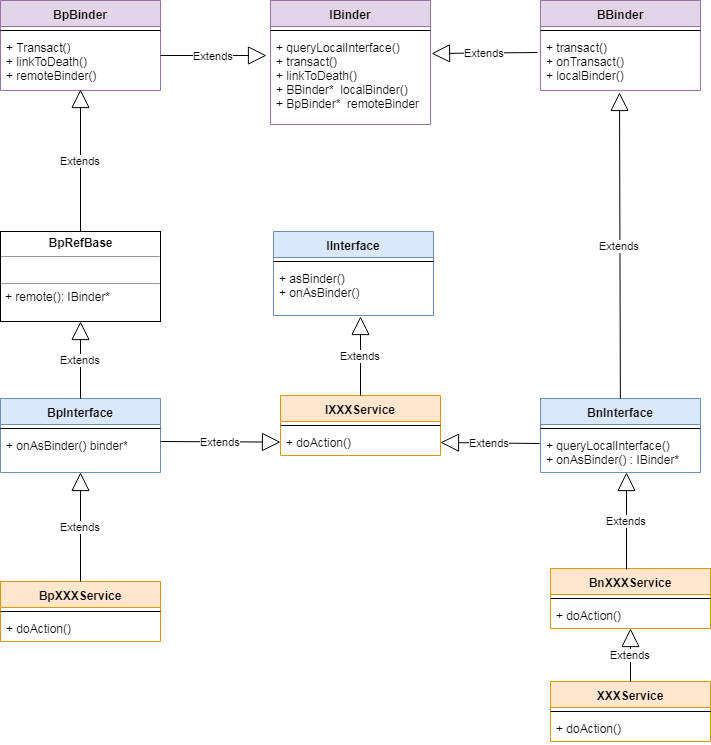 BpBinder
+ Transact()
+ linkToDeath()
+ remoteBinder()
Extends
IBinder
+ queryLocalInterface()
+ transact()
+ linkToDeath()
+ BBinder*  localBinder()
+ BpBinder*  remoteBinder
Extends
BBinder
+ transact()
+ onTransact()
+ localBinder()
Extends
BpRefBase
+ remote(): IBinder*
IInterface
+ asBinder()
+ onAsBinder()
Extends
Extends
Extends
BpInterface
+ onAsBinder() binder*
Extends
IXXXService
+ doAction()
Extends
BnInterface
+ queryLocalInterface()
+ onAsBinder() : IBinder*
Extends
Extends
BpXXXService
+ doAction()
BnXXXService
+ doAction()
Extends
XXXService
+ doAction()